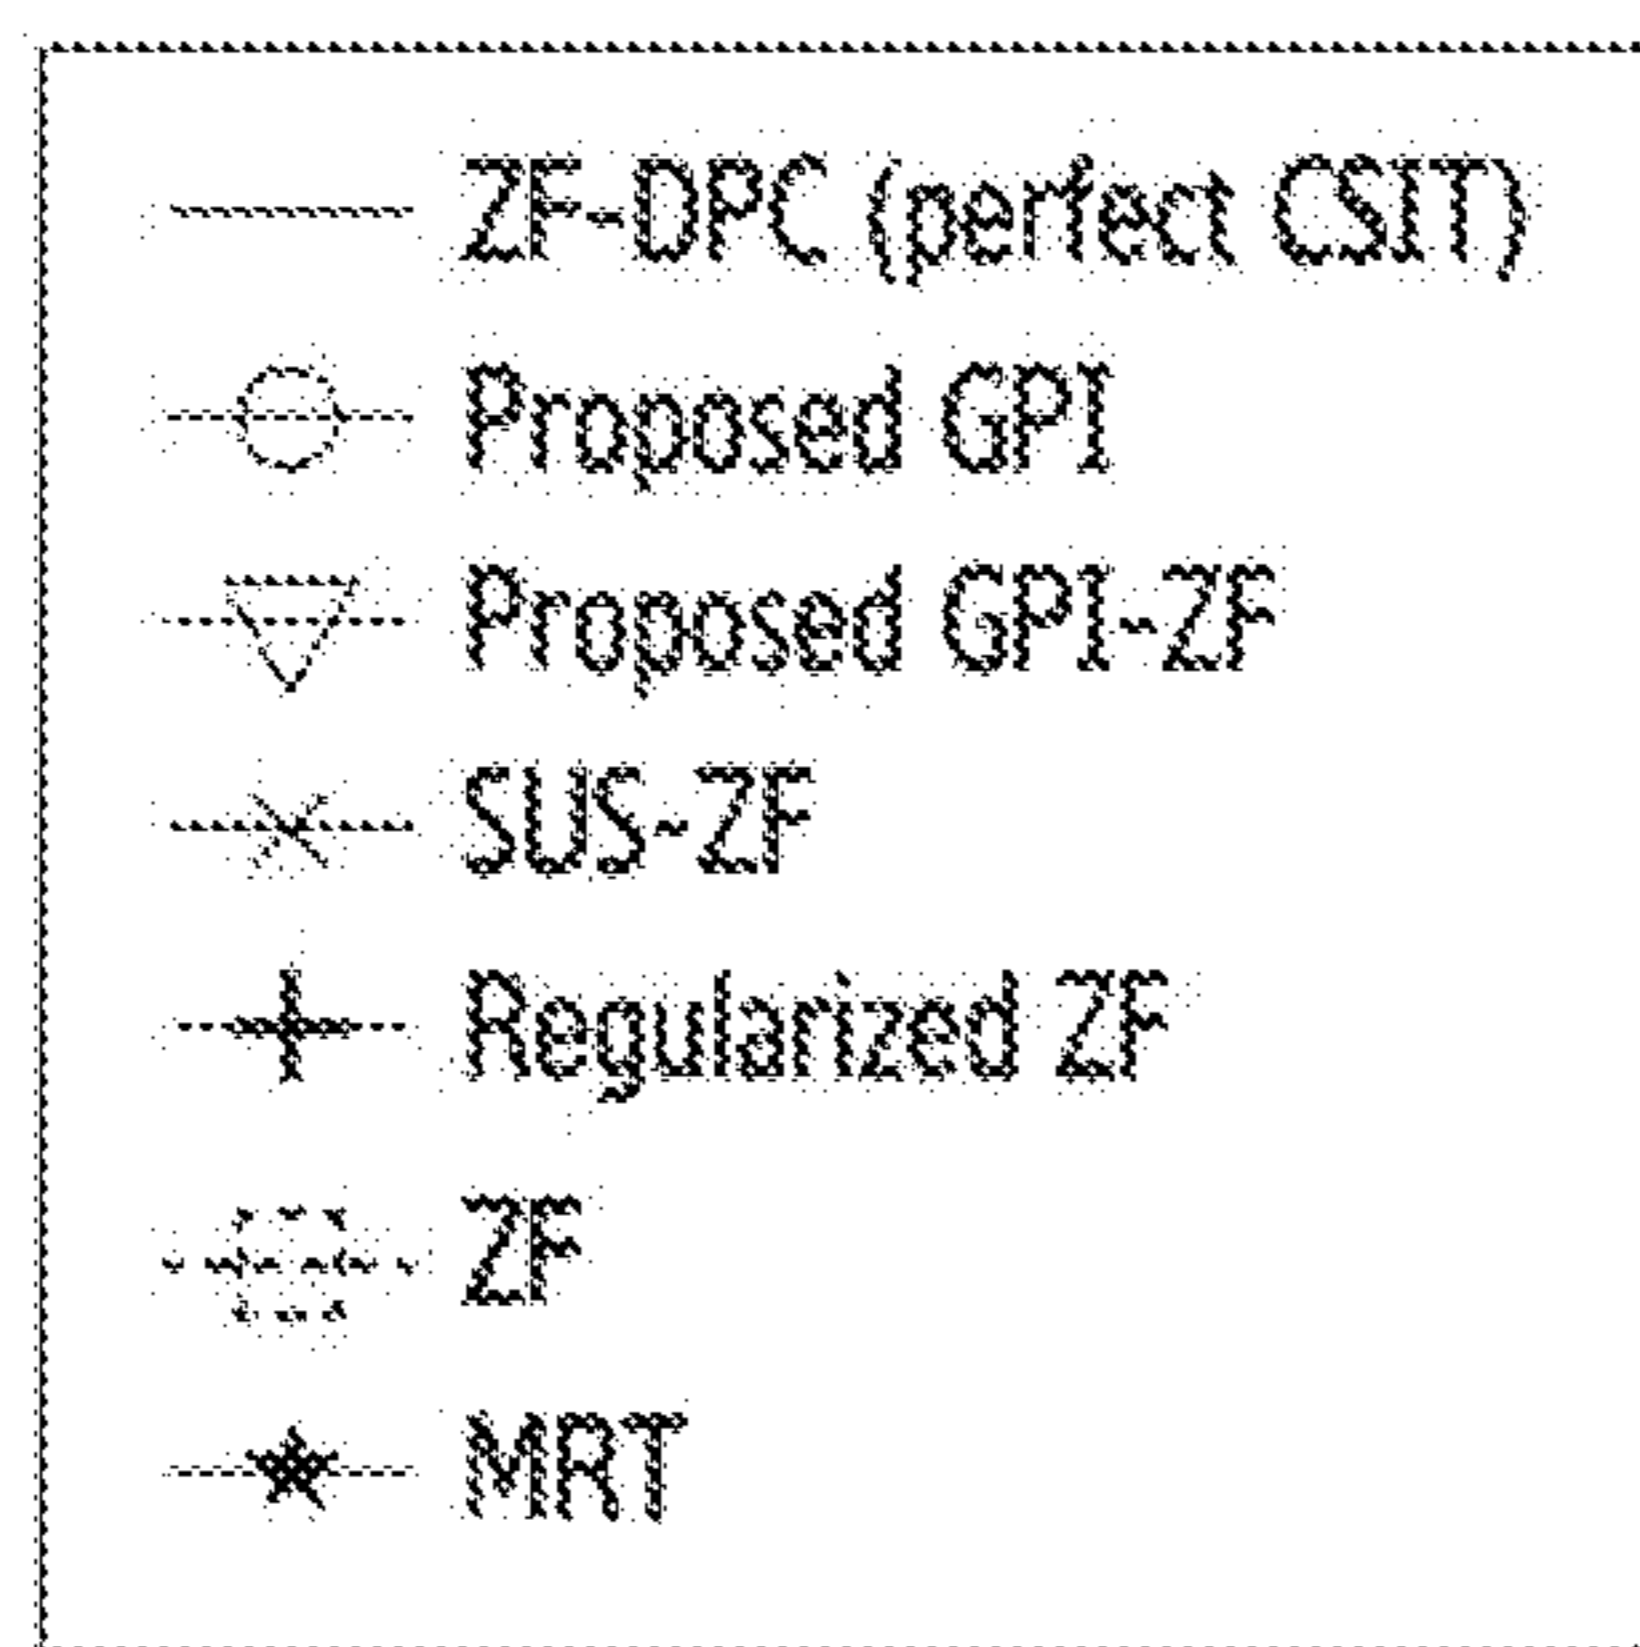 ZF-DPC (perfect CSIT)
Proposed GPI
Proposed GPI-ZF
SUS-ZF
Regularized ZF
ZF
MRT